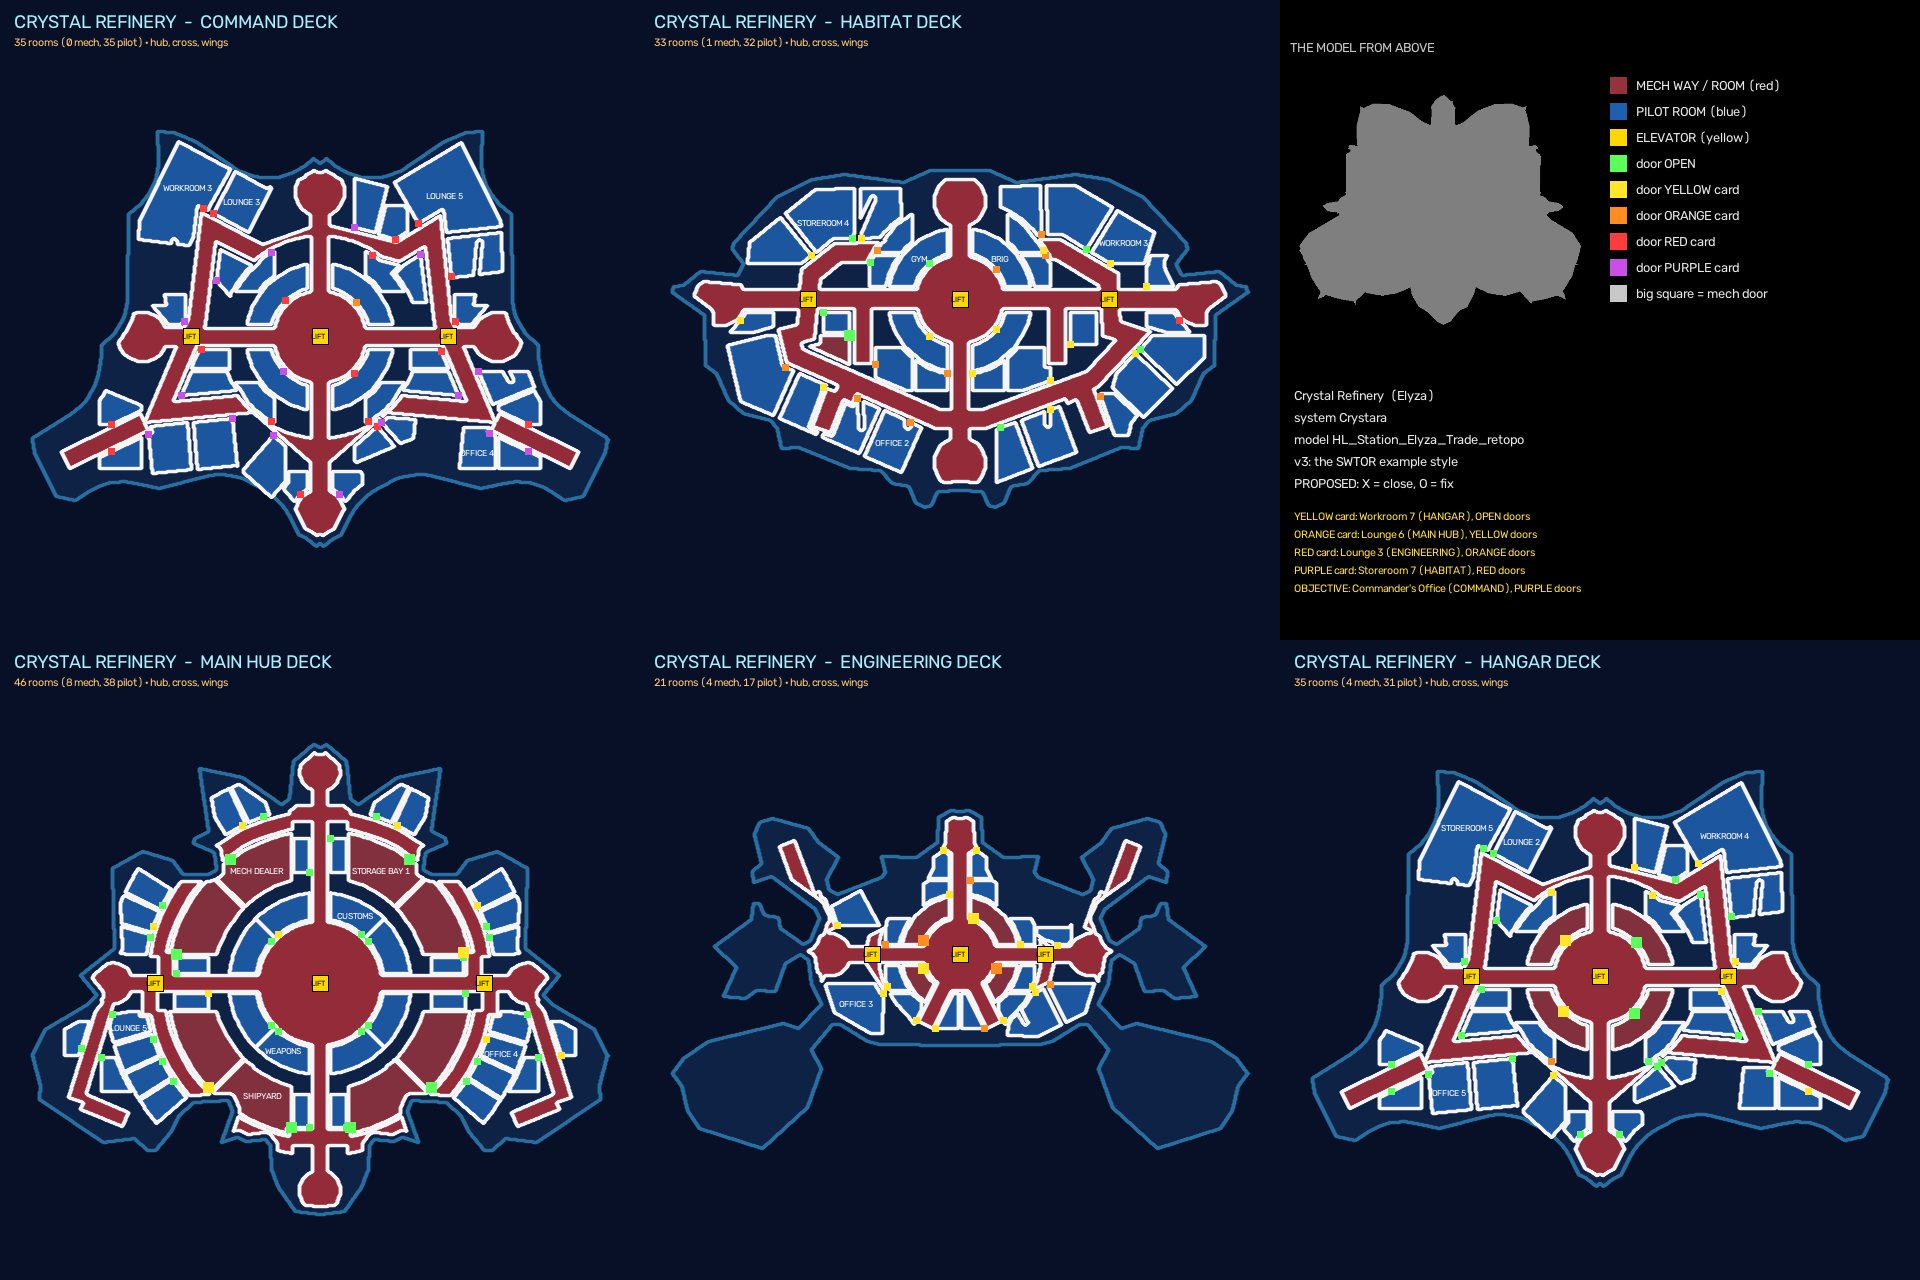 CRYSTAL REFINERY - COMMAND DECK
35 rooms (0 mech, 35 pilot) • hub, cross, wings
WORKROOM 3
LOUNGE 3
LOUNGE 5
LIFT
LIFT
LIFT
OFFICE 4
CRYSTAL REFINERY - HABITAT DECK
33 rooms (1 mech, 32 pilot) • hub, cross, wings
STOREROOM 4
WORKROOM 3
GYM
BRIG
LIFT
LIFT
LIFT
OFFICE 2
THE MODEL FROM ABOVE
MECH WAY / ROOM (red)
PILOT ROOM (blue)
ELEVATOR (yellow)
door OPEN
door YELLOW card
door ORANGE card
door RED card
door PURPLE card
big square = mech door
Crystal Refinery (Elyza)
system Crystara
model HL_Station_Elyza_Trade_retopo
v3: the SWTOR example style
PROPOSED: X = close, O = fix
YELLOW card: Workroom 7 (HANGAR), OPEN doors
ORANGE card: Lounge 6 (MAIN HUB), YELLOW doors
RED card: Lounge 3 (ENGINEERING), ORANGE doors
PURPLE card: Storeroom 7 (HABITAT), RED doors
OBJECTIVE: Commander's Office (COMMAND), PURPLE doors
CRYSTAL REFINERY - MAIN HUB DECK
46 rooms (8 mech, 38 pilot) • hub, cross, wings
MECH DEALER
STORAGE BAY 1
CUSTOMS
LIFT
LIFT
LIFT
LOUNGE 5
WEAPONS
OFFICE 4
SHIPYARD
CRYSTAL REFINERY - ENGINEERING DECK
21 rooms (4 mech, 17 pilot) • hub, cross, wings
LIFT
LIFT
LIFT
OFFICE 3
CRYSTAL REFINERY - HANGAR DECK
35 rooms (4 mech, 31 pilot) • hub, cross, wings
STOREROOM 5
LOUNGE 2
WORKROOM 4
LIFT
LIFT
LIFT
OFFICE 5